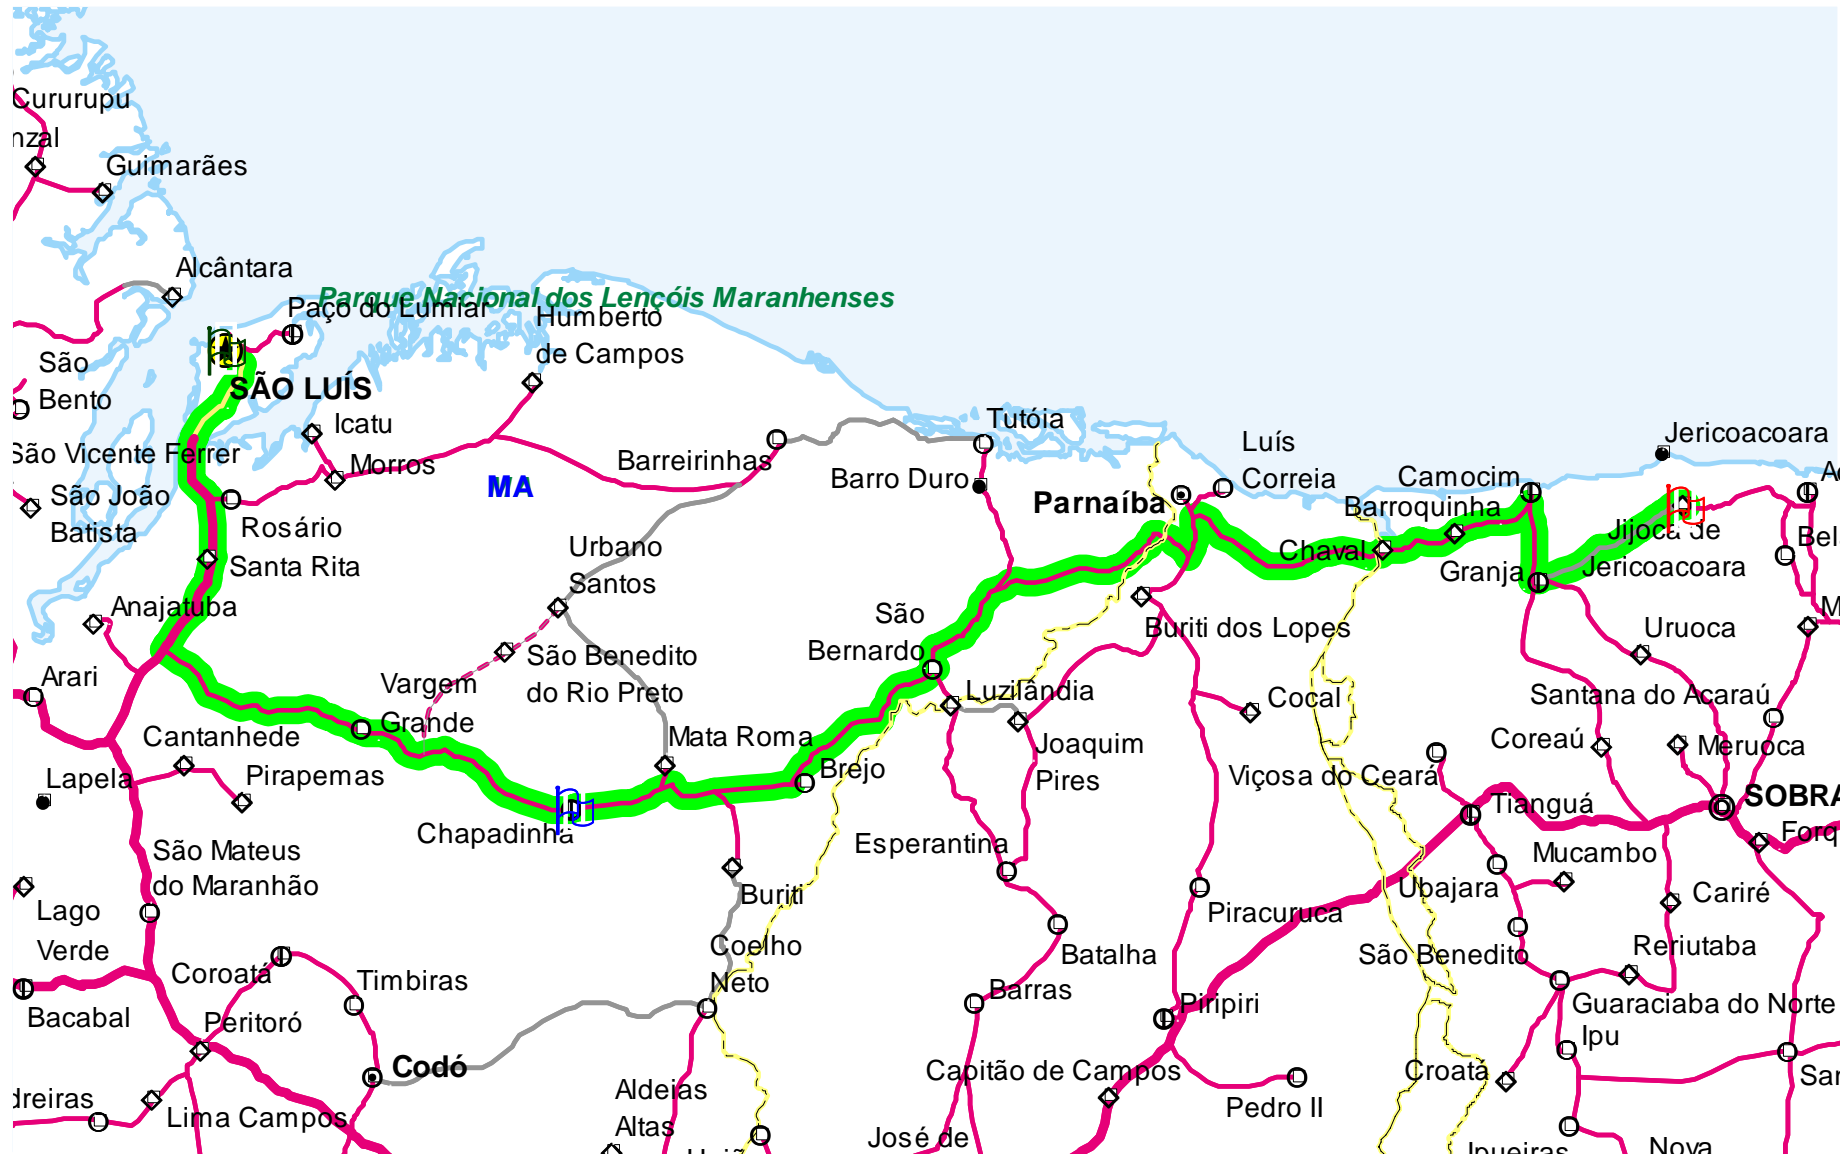 Cururupu
nzal
Guimarães
Alcântara
Parque Nacional dos Lençóis Maranhenses
Paço do Lumiar
Humberto
de Campos
São
Bento
SÃO LUÍS
Icatu
Tutóia
Luís
Correia
Jericoacoara
São Vicente Ferrer
Morros
Barreirinhas
MA
Barro Duro
Parnaíba
Camocim
Barroquinha
São João
Batista
Rosário
Santa Rita
Urbano
Santos
Chaval
Granja
Jijoca de
Jericoacoara
Anajatuba
São
Bernardo
Buriti dos Lopes
Uruoca
Arari
Vargem
Grande
São Benedito
do Rio Preto
Luzilândia
Cocal
Santana do Acaraú
Cantanhede
Mata Roma
Joaquim
Pires
Coreaú
Meruoca
Lapela
Pirapemas
Brejo
Viçosa do Ceará
Tianguá
SOBRA
Chapadinha
Esperantina
Forq
São Mateus
do Maranhão
Mucambo
Buriti
Ubajara
Cariré
Lago
Verde
Piracuruca
Coelho
Neto
Batalha
São Benedito
Reriutaba
Coroatá
Timbiras
Barras
Piripiri
Guaraciaba do Norte
Bacabal
Peritoró
Ipu
Codó
Capitão de Campos
Croatá
Sar
Aldeias
Altas
dreiras
Lima Campos
Pedro II
José de
Ipueiras
Nova